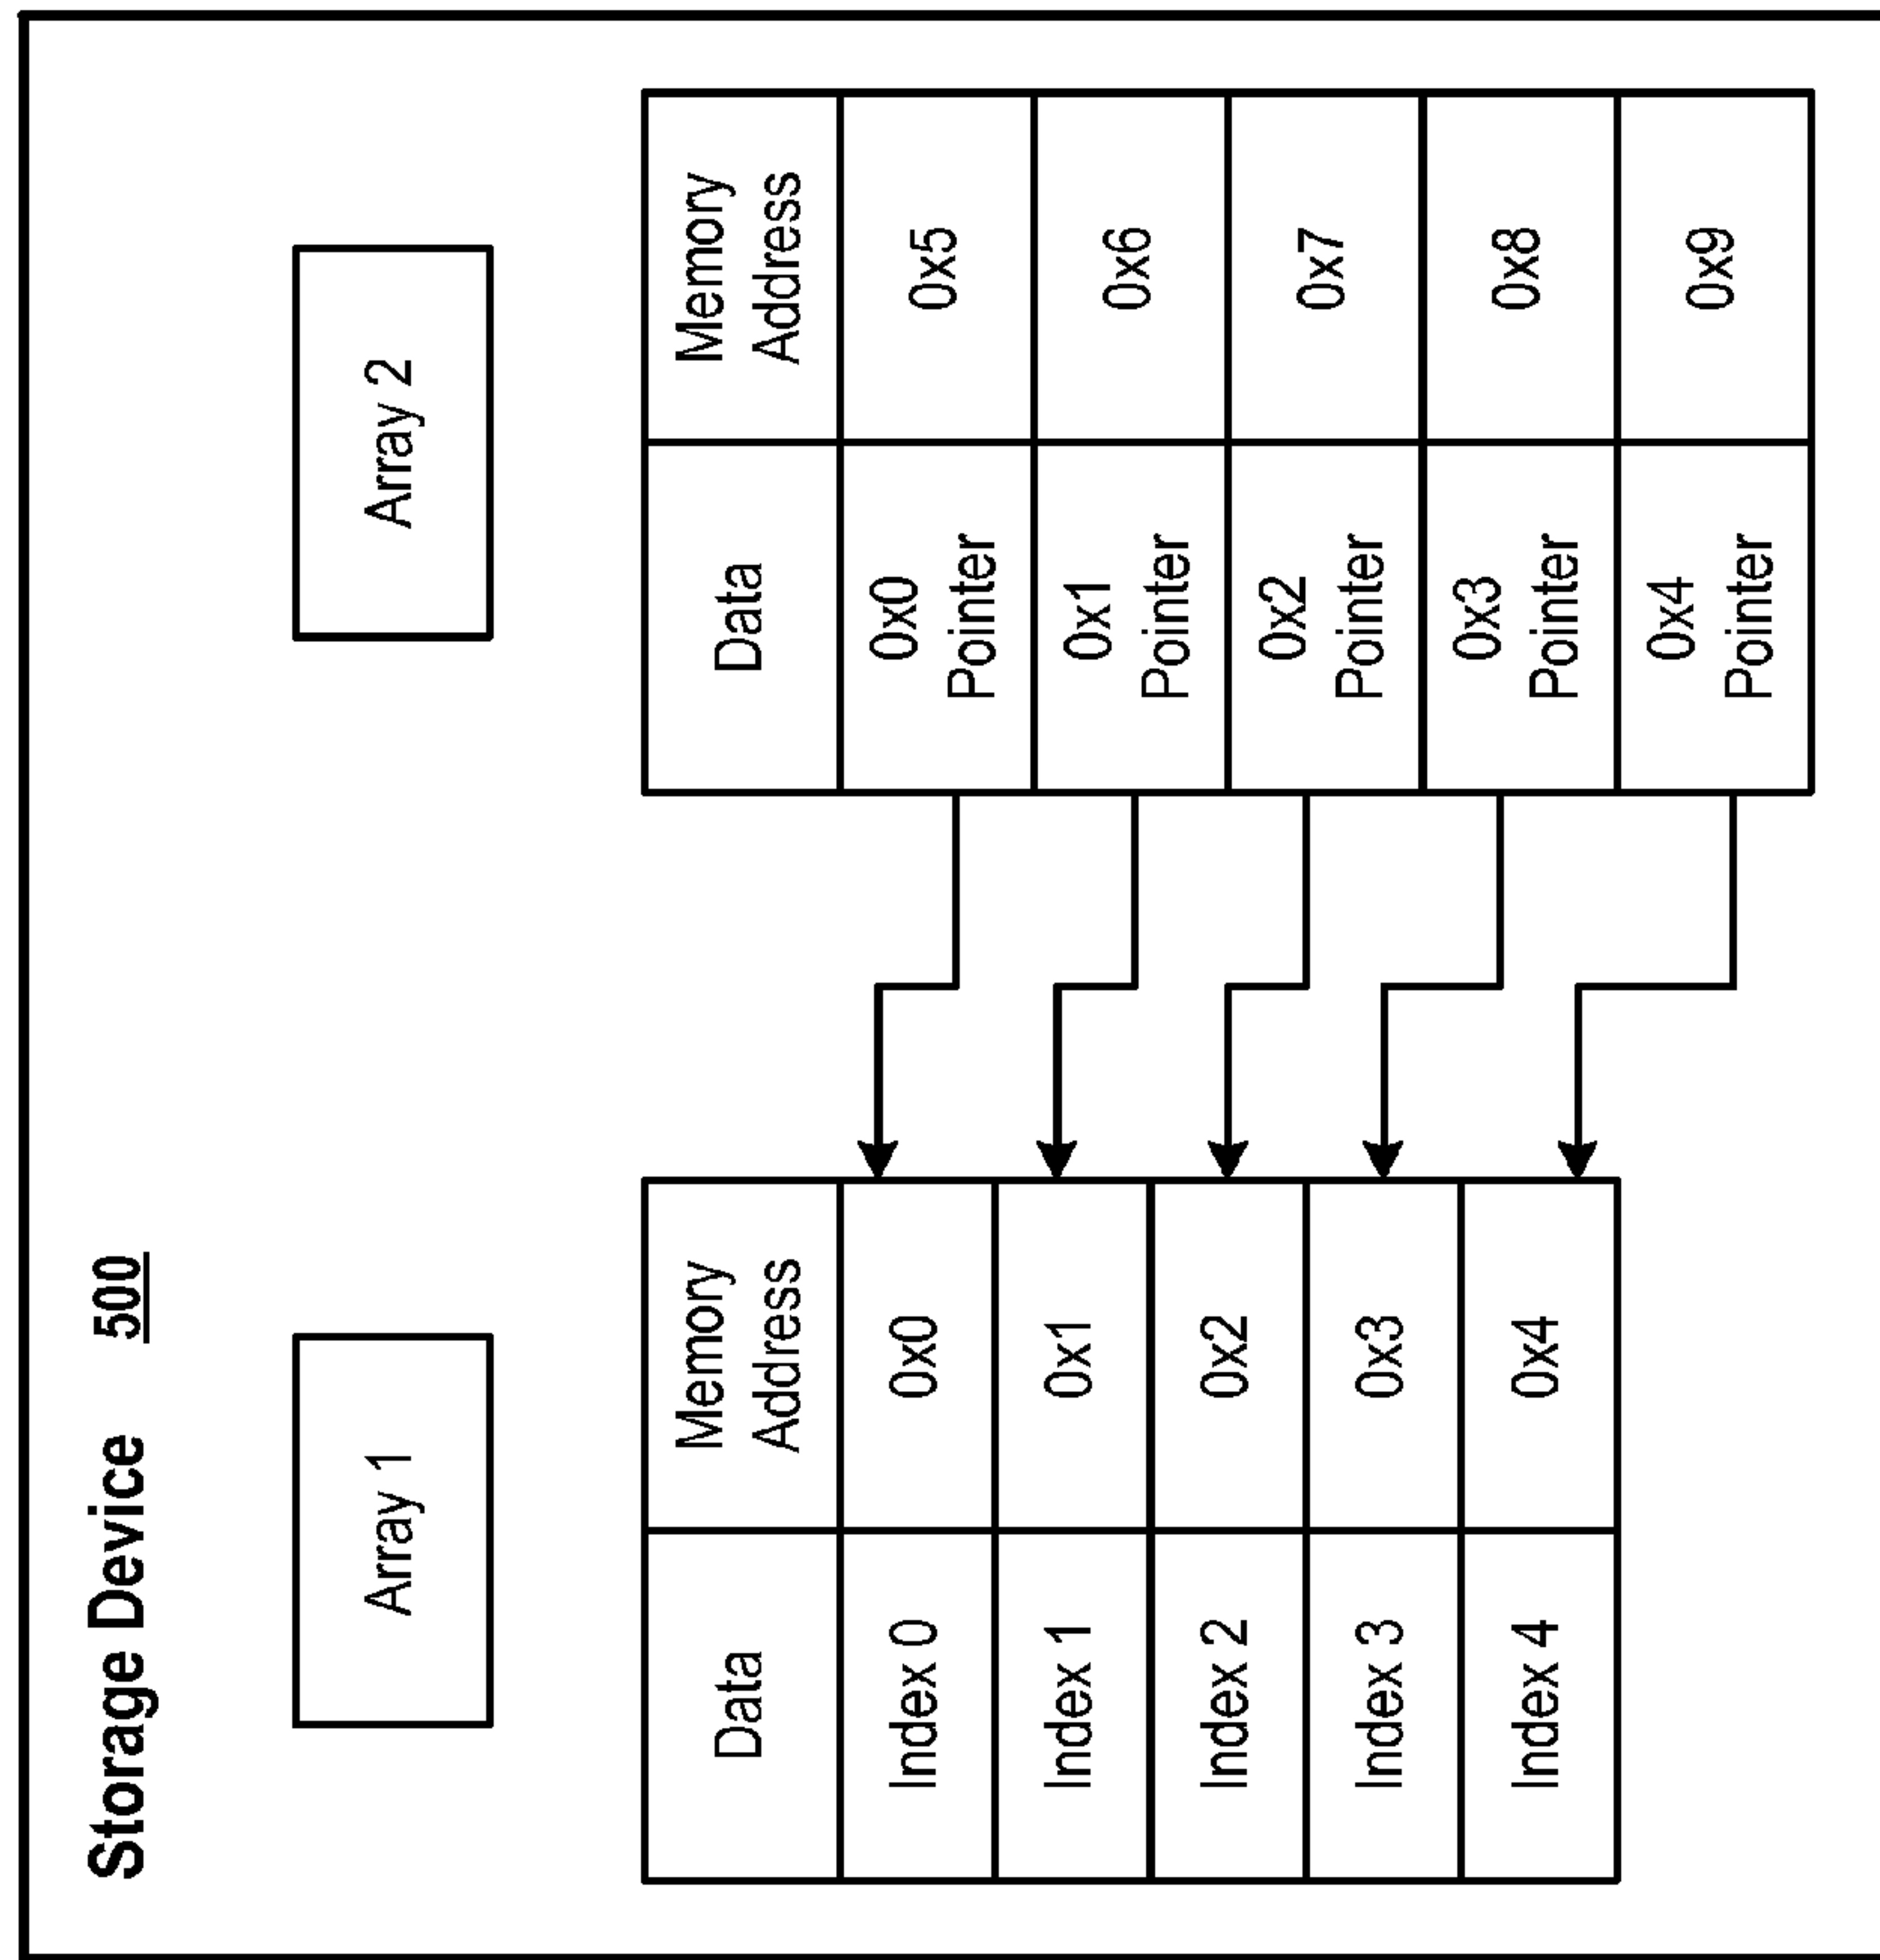 Storage Device 500
Array 1
Data Memory
Address
Index 0 0x0
Index 1 0x1
Index 2 0x2
Index 3 0x3
Index 4 0x4
Array 2
Data Memory
Address
0x0
Pointer 0x5
0x1
Pointer 0x6
0x2
Pointer 0x7
0x3
Pointer 0x8
0x4
Pointer 0x9